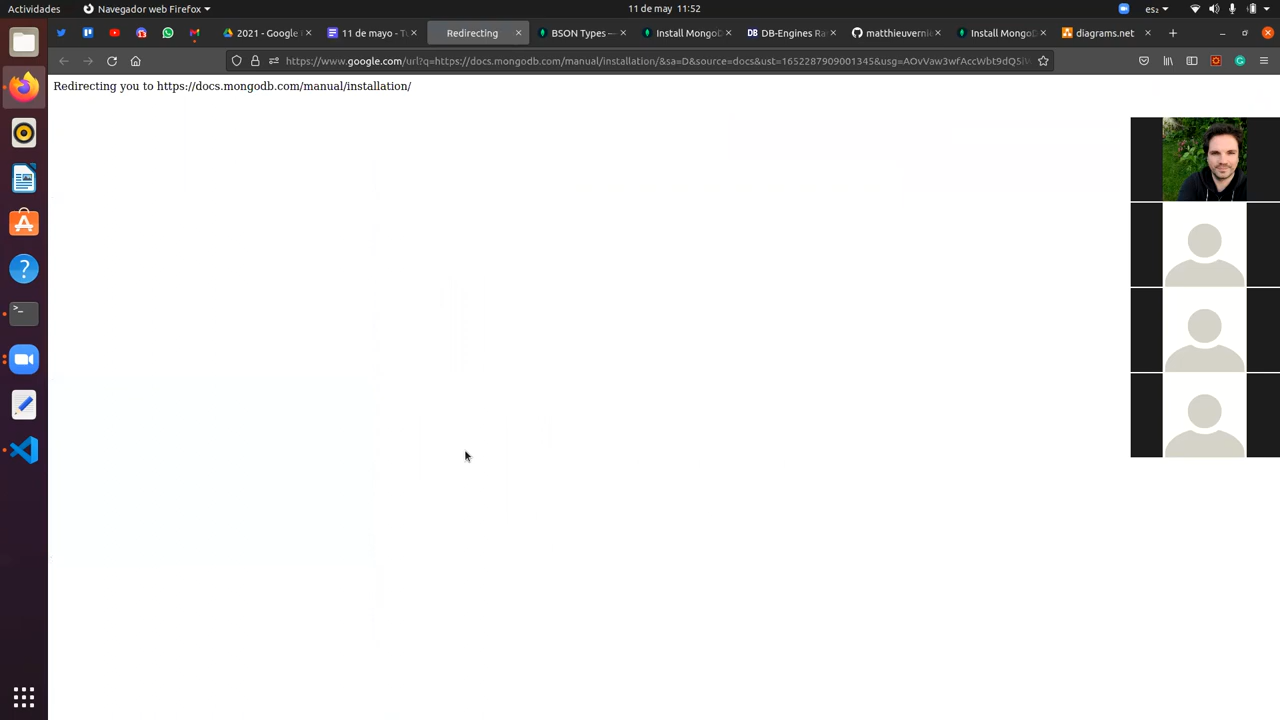 Actividades
Navegador web Firefox
11 de may 11:52
es₂
2021 - Google
11 de mayo - T
Redirecting
BSON Types —
Install MongoD
DB-Engines Ra
matthieuverni
Install MongoD
diagrams.net
https://www.google.com/url?q=https://docs.mongodb.com/manual/installation/&sa=D&source=docs&ust=1652287909001345&usg=AOvVaw3wfAccWbt9dQ5i
Redirecting you to https://docs.mongodb.com/manual/installation/